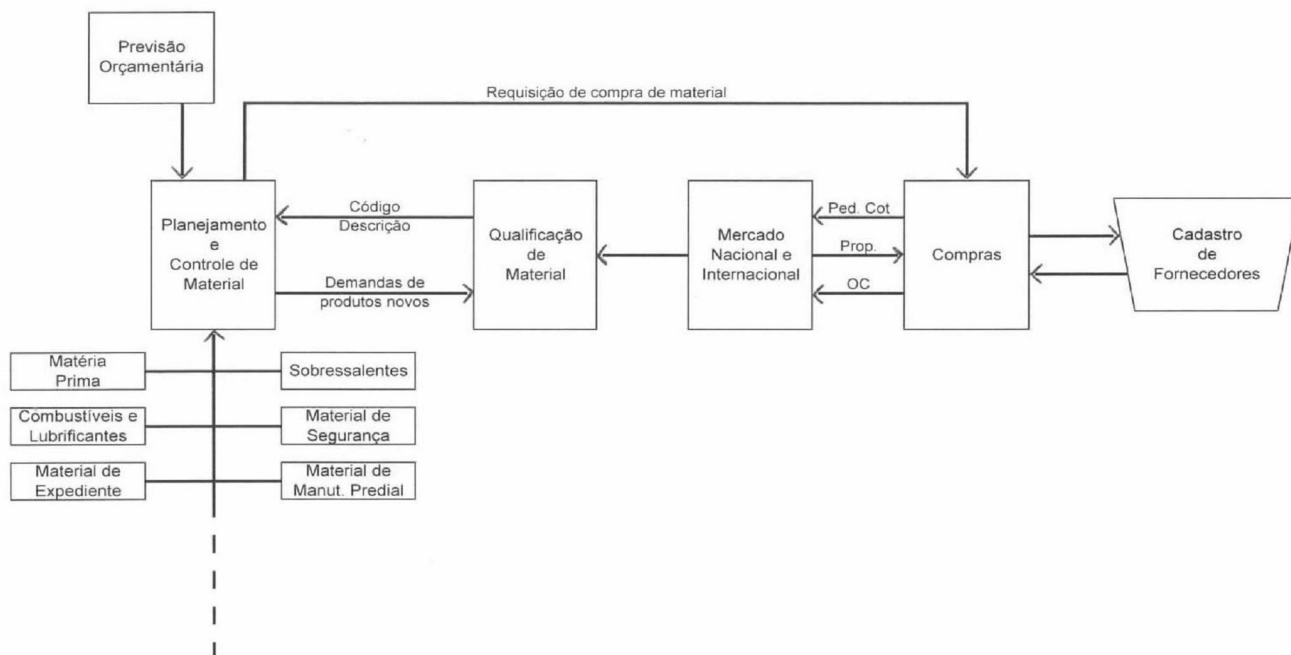 Previsão
Orçamentária
Requisição de compra de material
Planejamento
e
Controle de
Material
Código
Descrição
Demandas de
produtos novos
Qualificação
de
Material
Mercado
Nacional e
Internacional
Ped. Cot
Prop.
OC
Compras
Cadastro
de
Fornecedores
Matéria
Prima
Sobressalentes
Combustíveis e
Lubrificantes
Material de
Segurança
Material de
Expediente
Material de
Manut. Predial